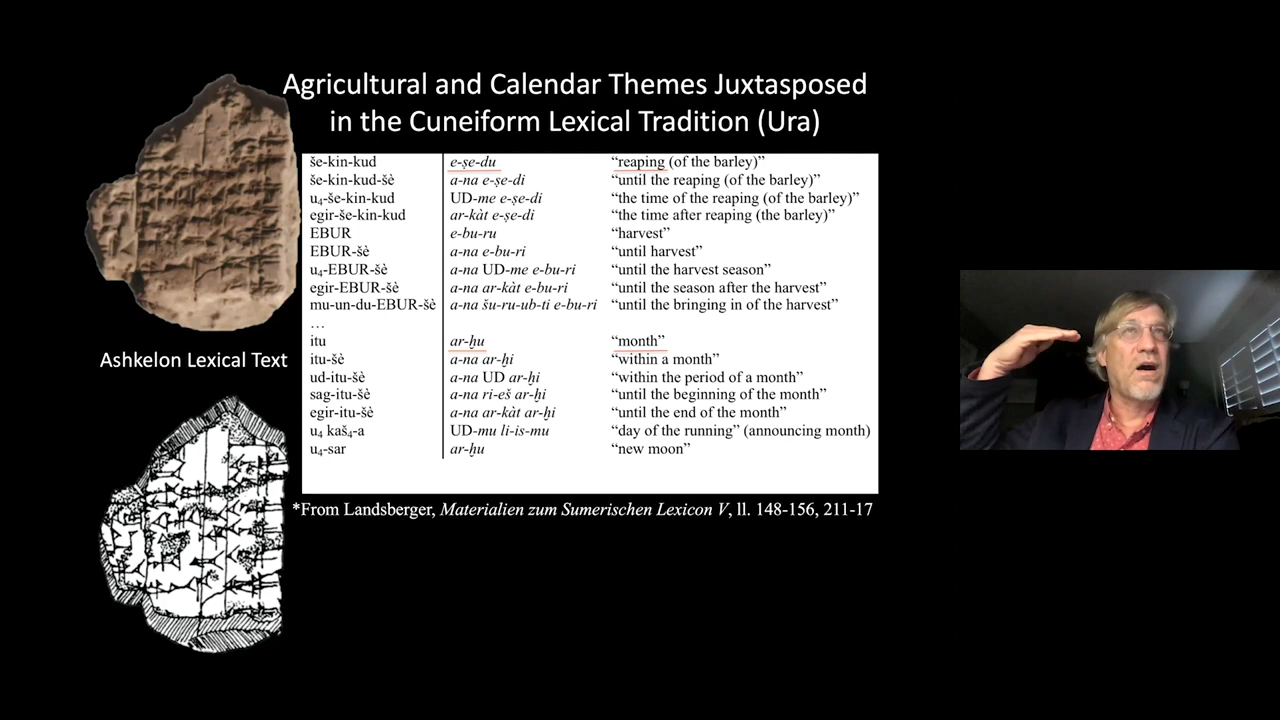 Agricultural and Calendar Themes Juxtasposed
in the Cuneiform Lexical Tradition (Ura)
še-kin-kud e-ṣe-du “reaping (of the barley)”
še-kin-kud-šè a-na e-ṣe-di “until the reaping (of the barley)”
u₄-še-kin-kud UD-me e-ṣe-di “the time of the reaping (of the barley)”
egir-še-kin-kud ar-kàt e-ṣe-di “the time after reaping (the barley)”
EBUR e-bu-ru “harvest”
EBUR-šè a-na e-bu-ri “until harvest”
u₄-EBUR-šè a-na UD-me e-bu-ri “until the harvest season”
egir-EBUR-šè a-na ar-kàt e-bu-ri “until the season after the harvest”
mu-un-du-EBUR-šè a-na šu-ru-ub-ti e-bu-ri “until the bringing in of the harvest”
…
itu ar-ḫu “month”
itu-šè a-na ar-ḫi “within a month”
ud-itu-šè a-na UD ar-ḫi “within the period of a month”
sag-itu-šè a-na ri-eš ar-ḫi “until the beginning of the month”
egir-itu-šè a-na ar-kàt ar-ḫi “until the end of the month”
u₄ kaš₄-a UD-mu li-is-mu “day of the running” (announcing month)
u₄-sar ar-ḫu “new moon”
Ashkelon Lexical Text
*From Landsberger, Materialien zum Sumerischen Lexicon V, ll. 148-156, 211-17